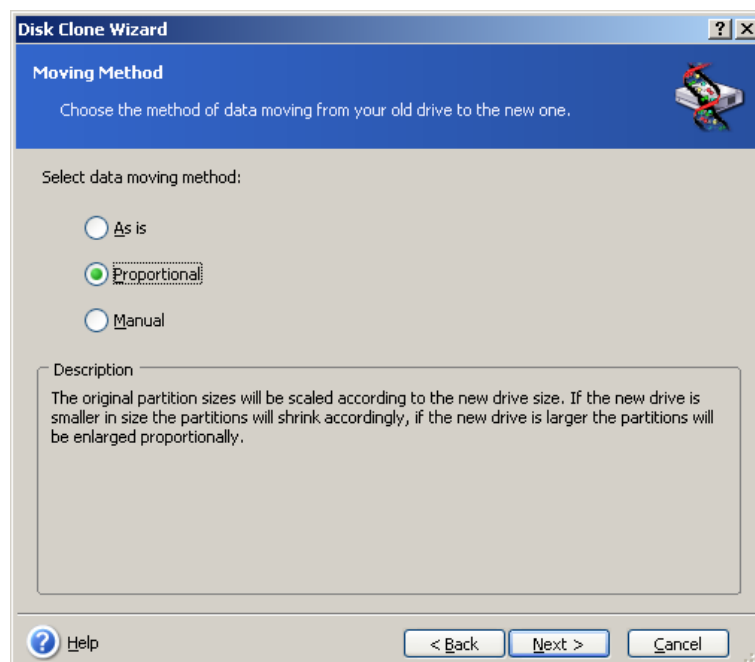 Disk Clone Wizard
Moving Method
Choose the method of data moving from your old drive to the new one.
Select data moving method:
As is
Proportional
Manual
Description
The original partition sizes will be scaled according to the new drive size. If the new drive is
smaller in size the partitions will shrink accordingly, if the new drive is larger the partitions will
be enlarged proportionally.
Help
< Back
Next >
Cancel